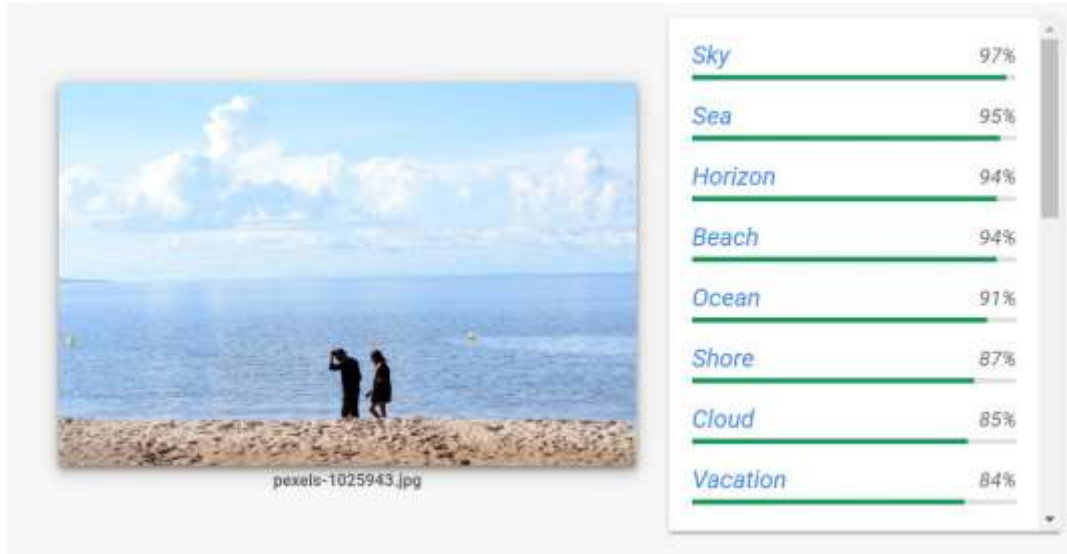 Sky 97%
Sea 95%
Horizon 94%
Beach 94%
Ocean 91%
Shore 87%
Cloud 85%
Vacation 84%
pexels-1025943.jpg